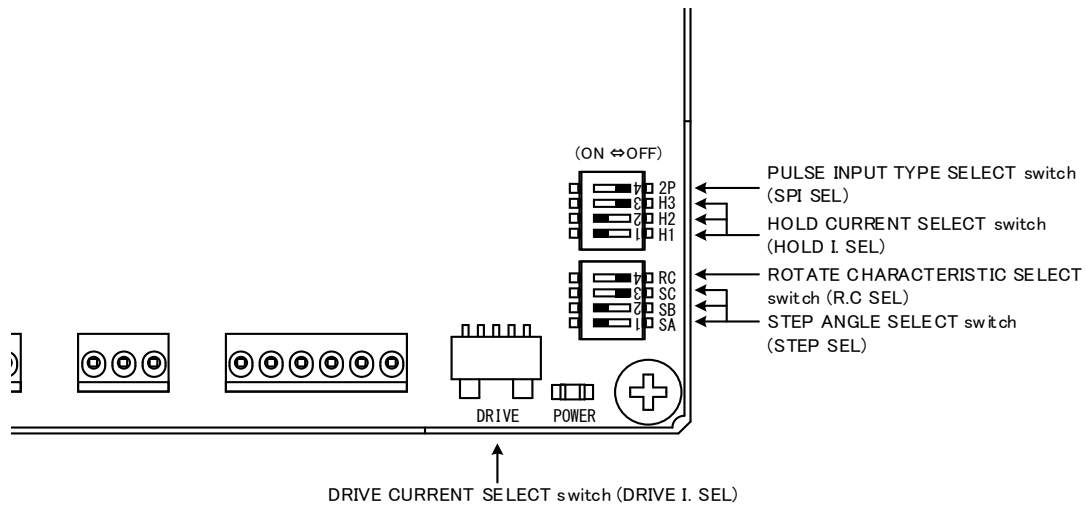 (ON ⇔OFF)
4 2P
3 H3
2 H2
1 H1
4 RC
3 SC
2 SB
1 SA
PULSE INPUT TYPE SELECT switch
(SPI SEL)
HOLD CURRENT SELECT switch
(HOLD I. SEL)
ROTATE CHARACTERISTIC SELECT
switch (R.C SEL)
STEP ANGLE SELECT switch
(STEP SEL)
DRIVE
POWER
DRIVE CURRENT SELECT switch (DRIVE I. SEL)